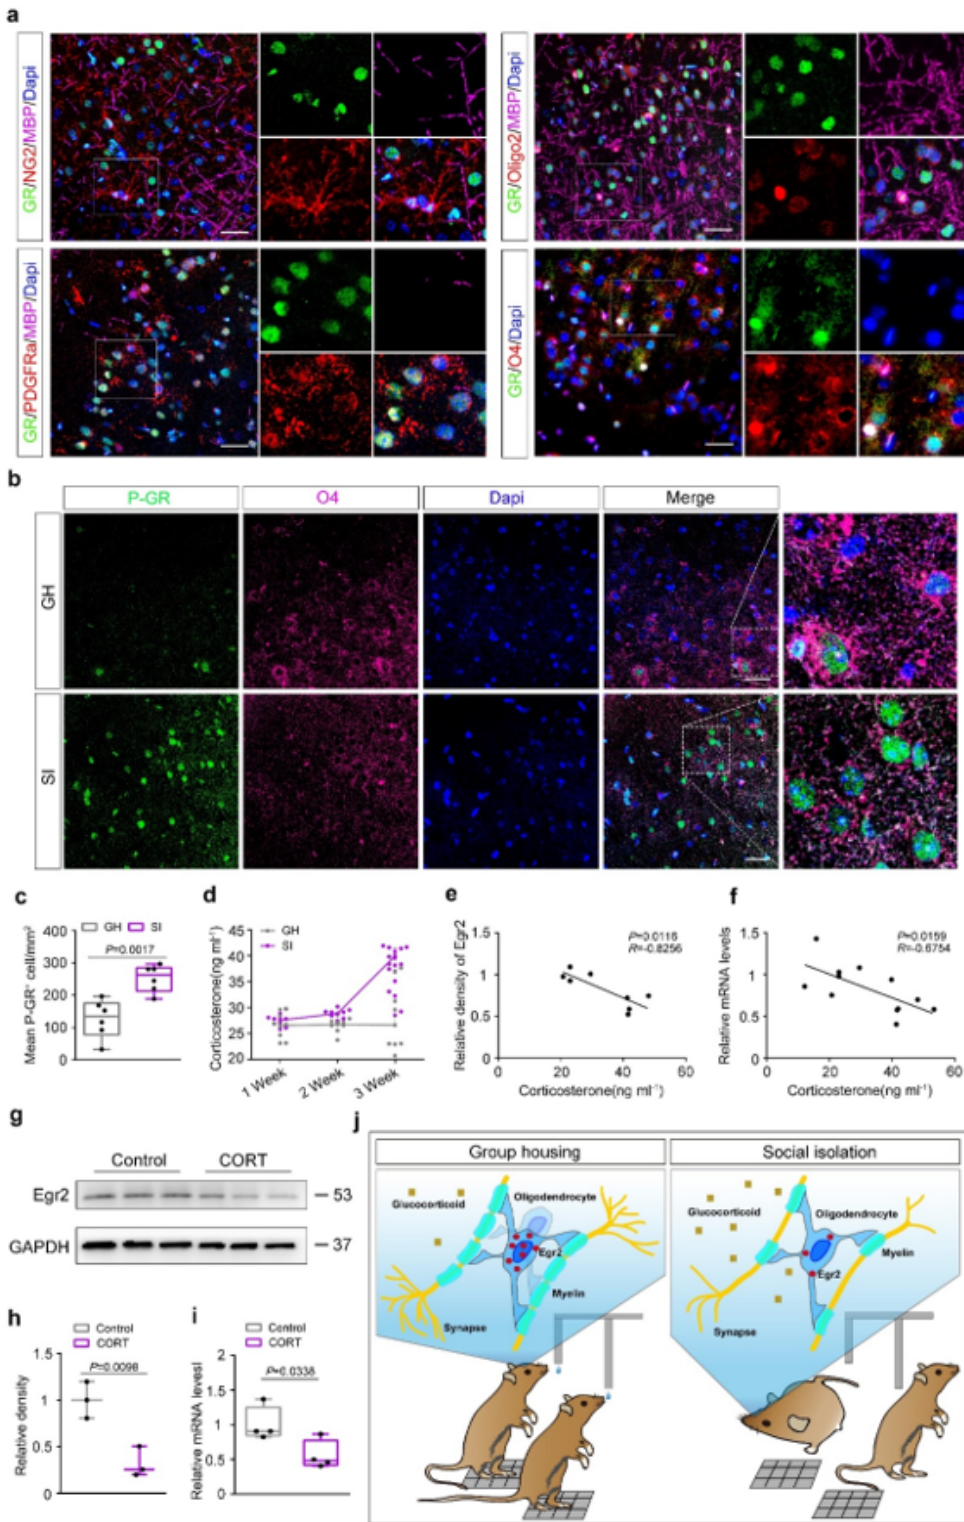 a
GR/NG2/MBP/Dapi
GR/Oligo2/MBP/Dapi
GR/PDGFRa/MBP/Dapi
GR/O4/Dapi
b
P-GR
O4
Dapi
Merge
GH
SI
c
GH SI
P=0.0017
Mean P-GR⁺ cell/mm²
400
300
200
100
0
d
GH
SI
Corticosterone(ng ml⁻¹)
45
40
35
30
25
20
1 Week
2 Week
3 Week
e
P=0.0116
R=-0.8256
Relative density of Egr2
1.5
1
0.5
0
0 20 40 60
Corticosterone(ng ml⁻¹)
f
P=0.0159
R=-0.6754
Relative mRNA levels
1.5
1
0.5
0
0 20 40 60
Corticosterone(ng ml⁻¹)
g
Control CORT
Egr2
53
GAPDH
37
h
Control
CORT
P=0.0098
Relative density
1.5
1
0.5
0
i
Control
CORT
P=0.0338
Relative mRNA levesl
2
1.5
1
0.5
0
j
Group housing
Social isolation
Glucocorticoid
Oligodendrocyte
Egr2
Myelin
Synapse
Glucocorticoid
Oligodendrocyte
Myelin
Egr2
Synapse